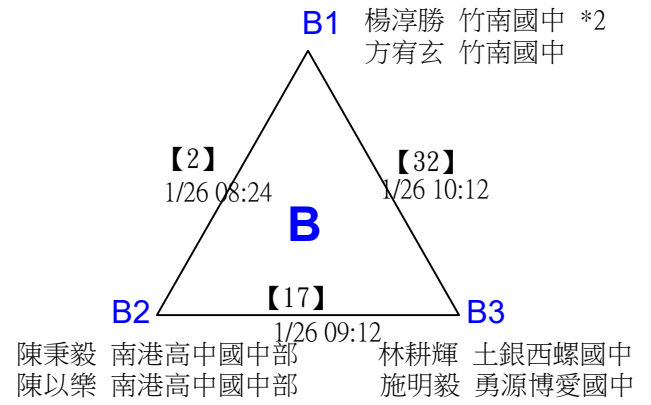 B1 楊淳勝 竹南國中 *2
方宥玄 竹南國中
【2】
1/26 08:24
【32】
1/26 10:12
B
【17】
1/26 09:12
B2
B3
陳秉毅 南港高中國中部
陳以樂 南港高中國中部
林耕輝 土銀西螺國中
施明毅 勇源博愛國中